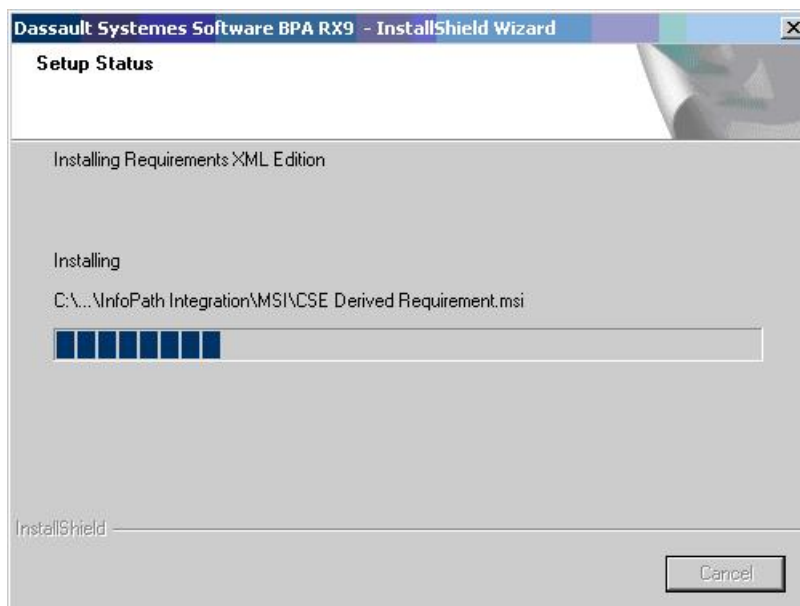 Dassault Systemes Software BPA RX9 - InstallShield Wizard
Setup Status
Installing Requirements XML Edition
Installing
C:\...\InfoPath Integration\MSI\CSE Derived Requirement.msi
InstallShield
Cancel